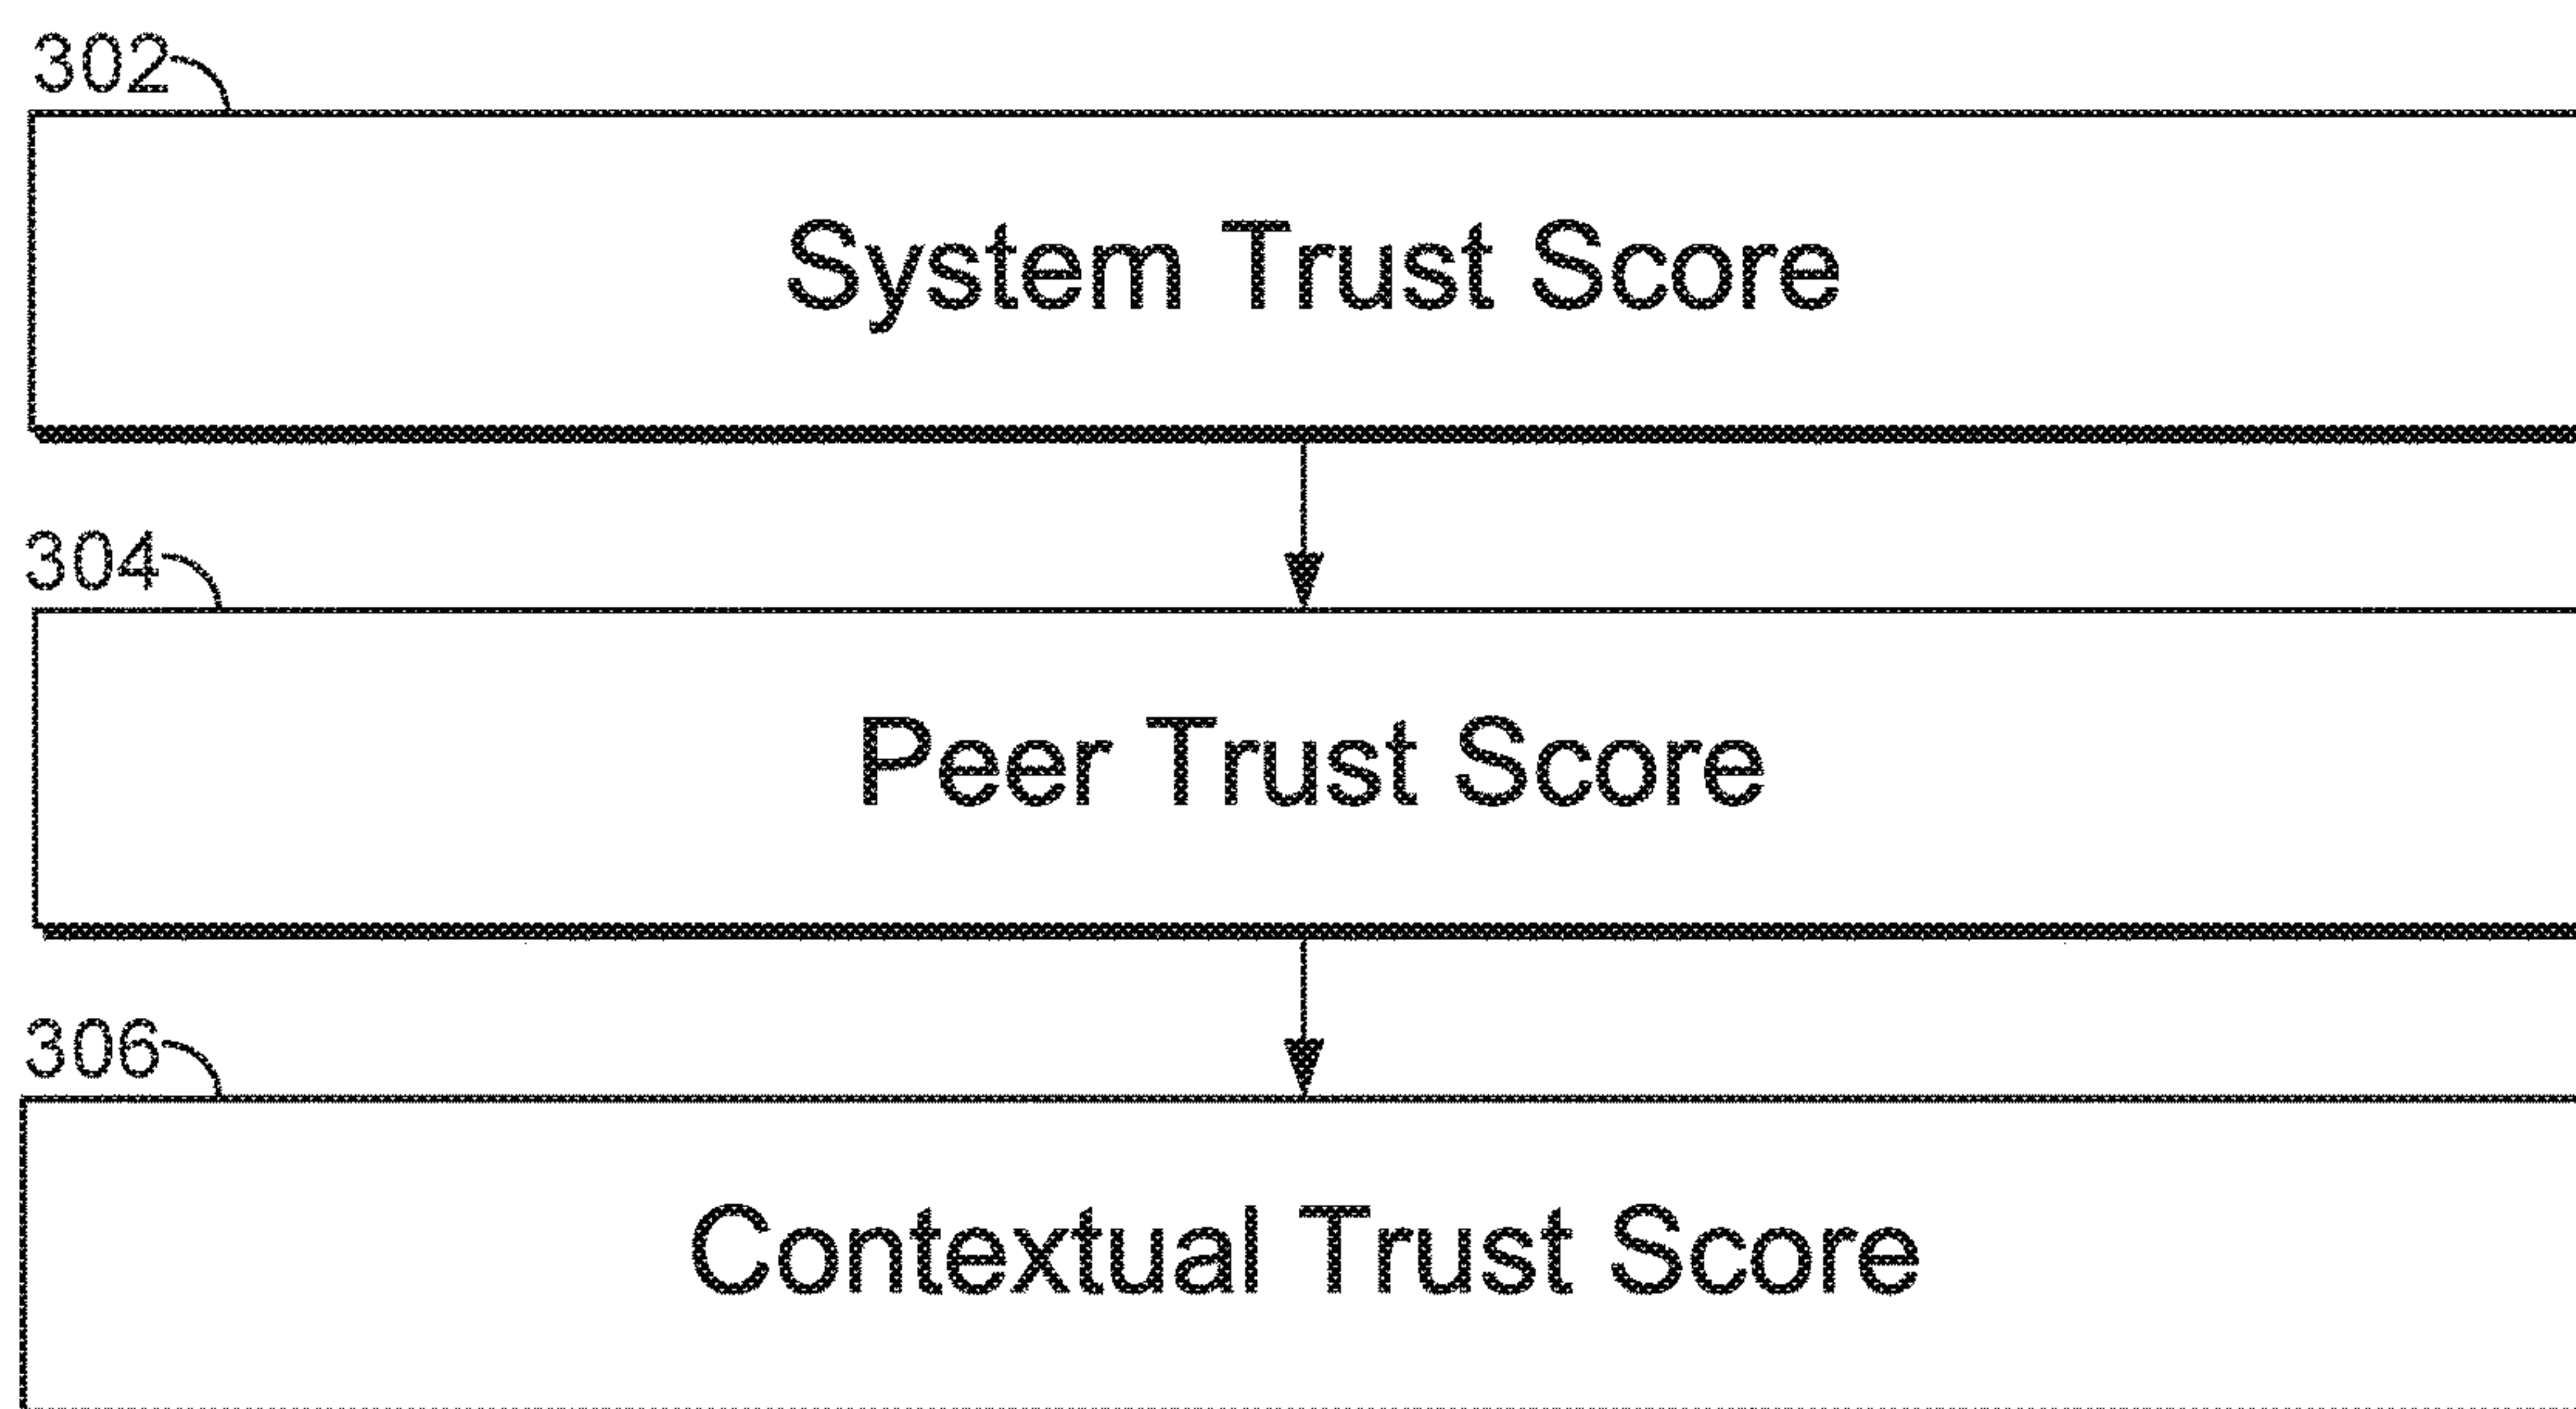 302
System Trust Score
304
Peer Trust Score
306
Contextual Trust Score